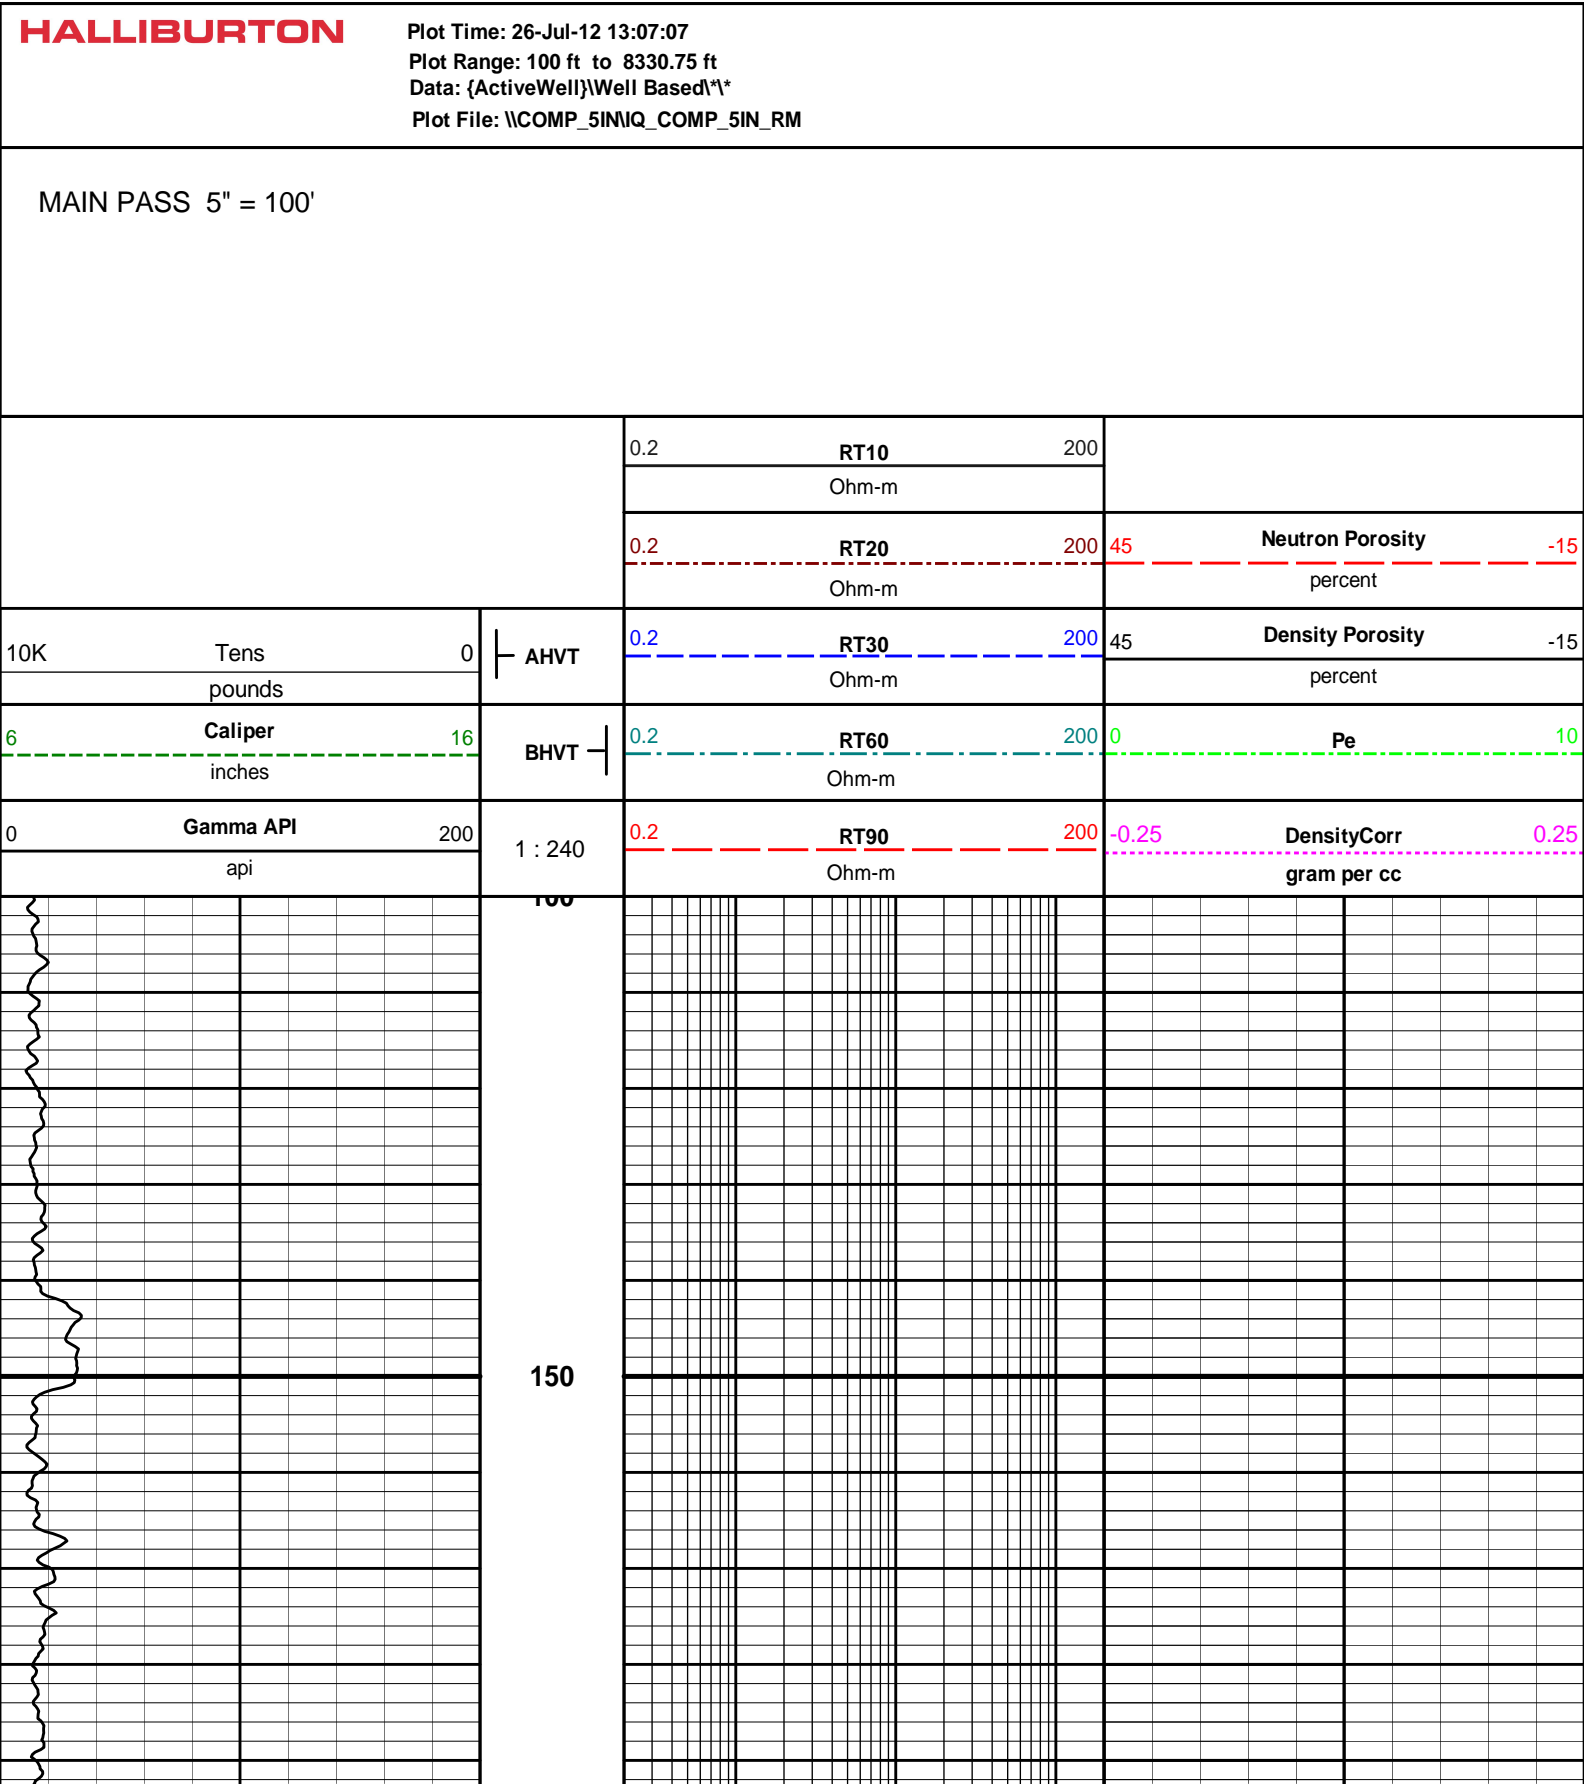 HALLIBURTON
Plot Time: 26-Jul-12 13:07:07
Plot Range: 100 ft to 8330.75 ft
Data: {ActiveWell}\Well Based\*\*
Plot File: \\COMP_5IN\IQ_COMP_5IN_RM
MAIN PASS 5" = 100'
0.2 RT10 200
Ohm-m
0.2 RT20 200
Ohm-m
45 Neutron Porosity -15
percent
10K Tens 0
pounds
AHVT
0.2 RT30 200
Ohm-m
45 Density Porosity -15
percent
6 Caliper 16
inches
BHVT
0.2 RT60 200
Ohm-m
0 Pe 10
0 Gamma API 200
api
1 : 240
0.2 RT90 200
Ohm-m
-0.25 DensityCorr 0.25
gram per cc
100
150